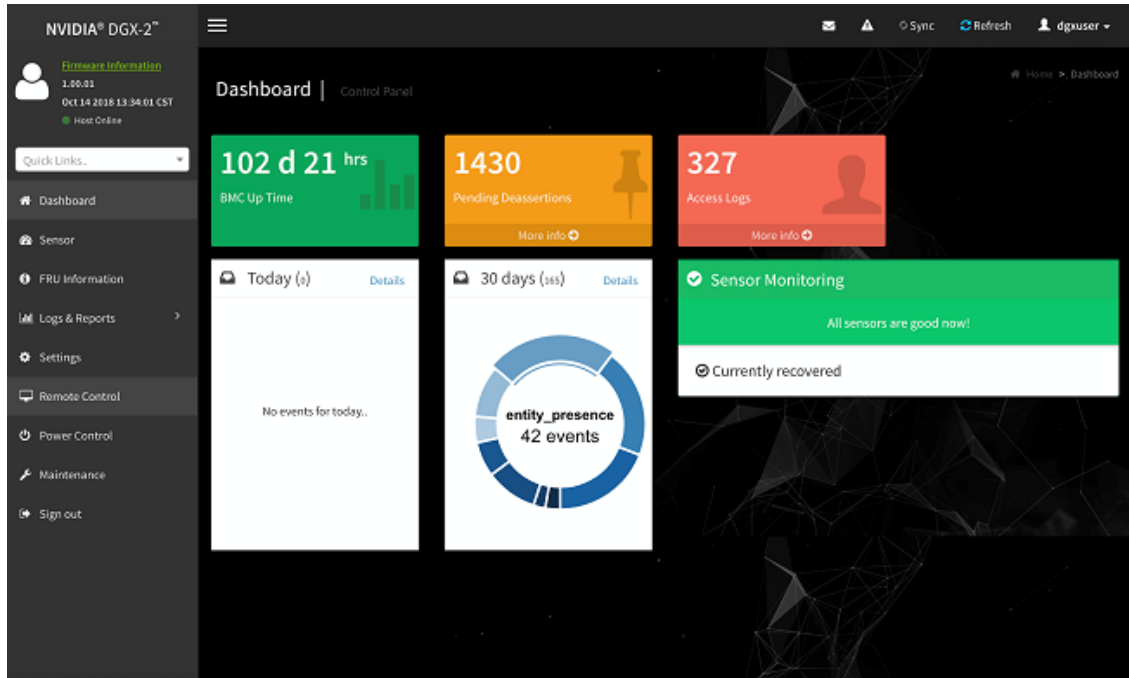 NVIDIA® DGX-2™
Sync
Refresh
dgxuser
Firmware Information
1.00.01
Oct 14 2018 13:34:01 CST
Host Online
Quick Links..
Dashboard
Sensor
FRU Information
Logs & Reports
Settings
Remote Control
Power Control
Maintenance
Sign out
Dashboard | Control Panel
Home > Dashboard
102 d 21 hrs
BMC Up Time
1430
Pending Deassertions
More info
327
Access Logs
More info
Today (0) Details
No events for today..
30 days (165) Details
entity_presence
42 events
Sensor Monitoring
All sensors are good now!
Currently recovered